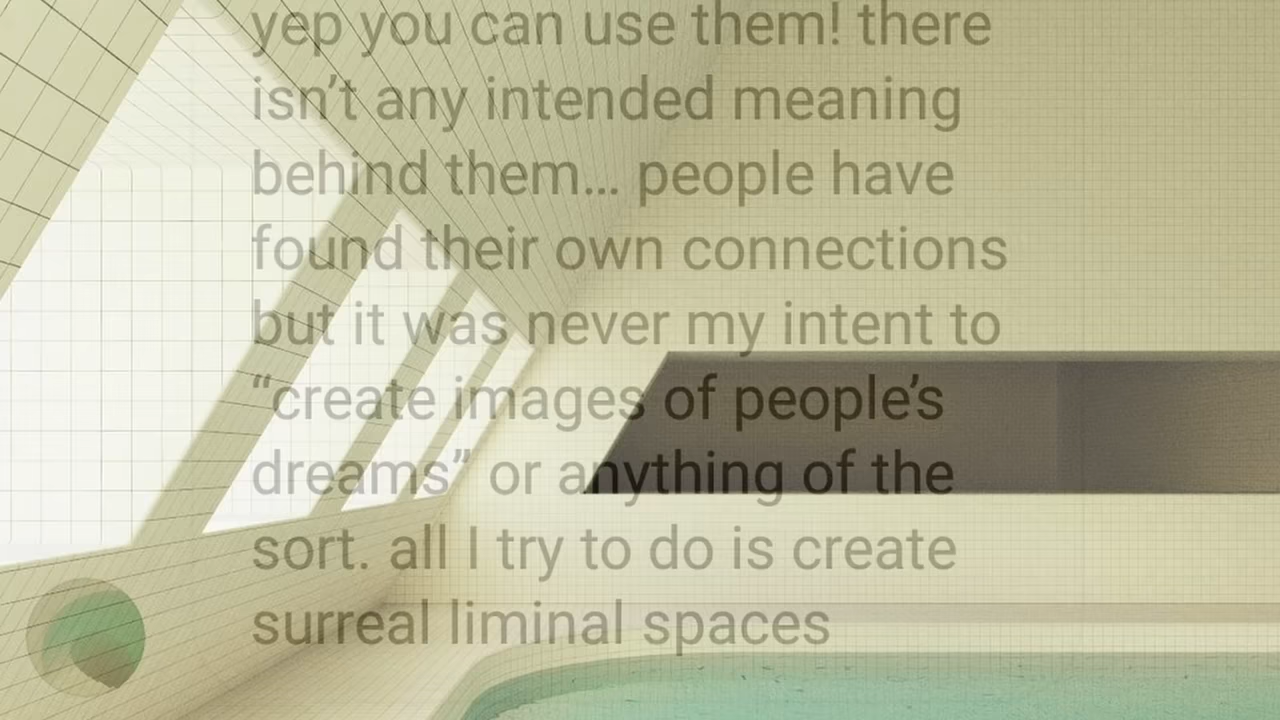 yep you can use them! there
isn’t any intended meaning
behind them... people have
found their own connections
but it was never my intent to
“create images of people’s
dreams” or anything of the
sort. all I try to do is create
surreal liminal spaces